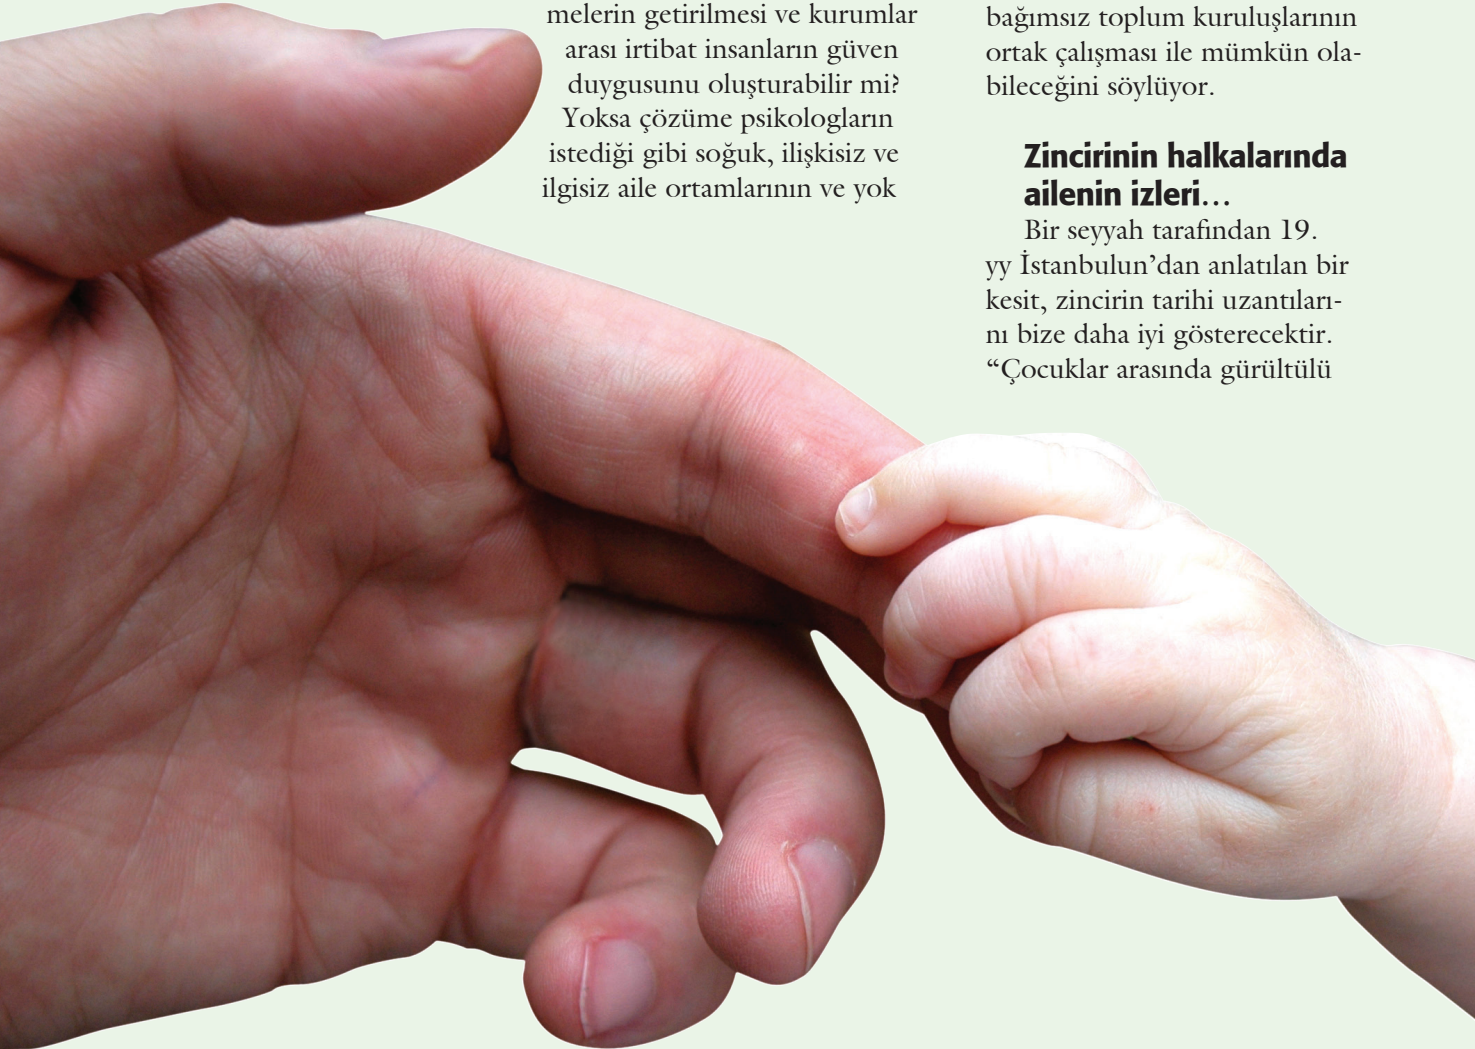 melerin getirilmesi ve kurumlar
arası irtibat insanların güven
duygusunu oluşturabilir mi?
Yoksa çözüme psikologların
istediği gibi soğuk, ilişkisiz ve
ilgisiz aile ortamlarının ve yok
bağımsız toplum kuruluşlarının
ortak çalışması ile mümkün ola-
bileceğini söylüyor.
Zincirinin halkalarında
ailenin izleri...
Bir seyyah tarafından 19.
yy İstanbulun’dan anlatılan bir
kesit, zincirin tarihi uzantıları-
nı bize daha iyi gösterecektir.
“Çocuklar arasında gürültülü